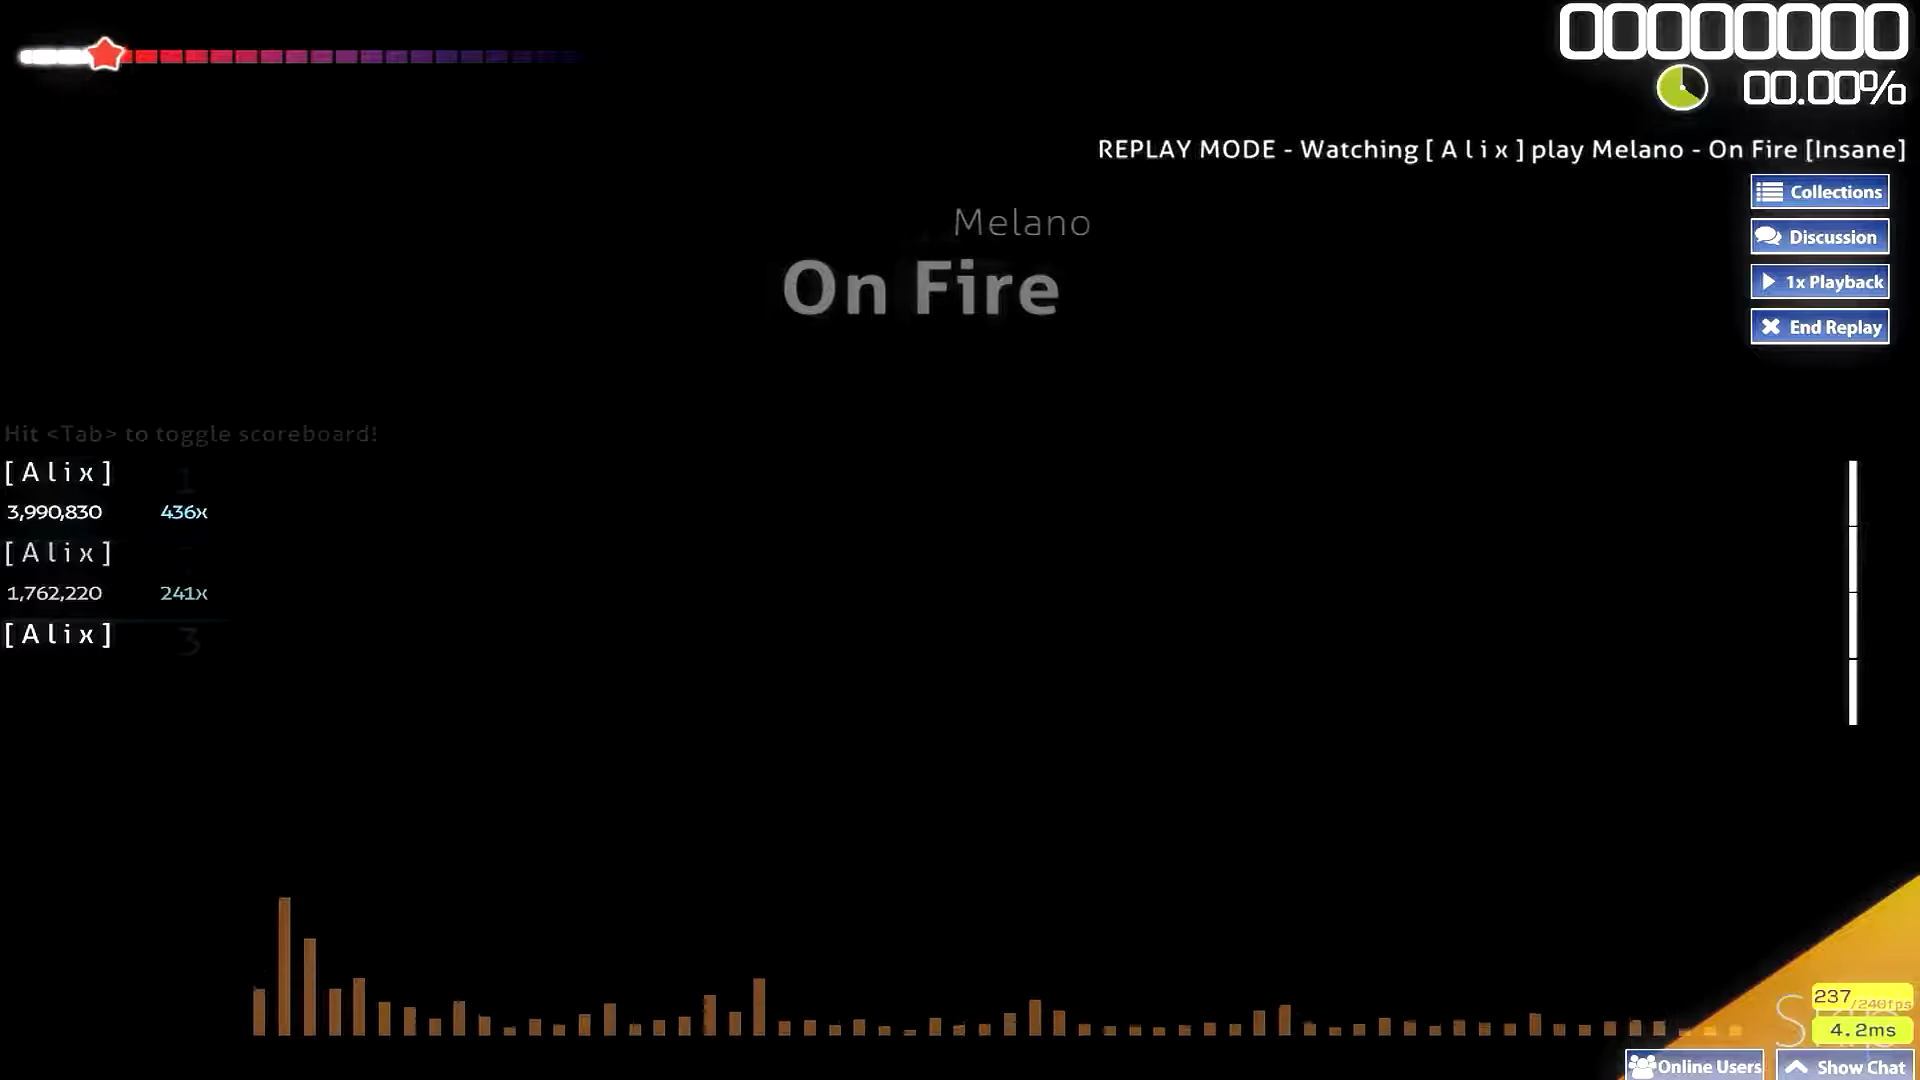 00000000
00.00%
REPLAY MODE - Watching [ A l i x ] play Melano - On Fire [Insane]
Collections
Melano
Discussion
On Fire
1x Playback
End Replay
Hit <Tab> to toggle scoreboard!
[ A l i x ]
1
3,990,830 436x
[ A l i x ]
1,762,220 241x
[ A l i x ]
3
237/240fps
4.2ms
Online Users
Show Chat